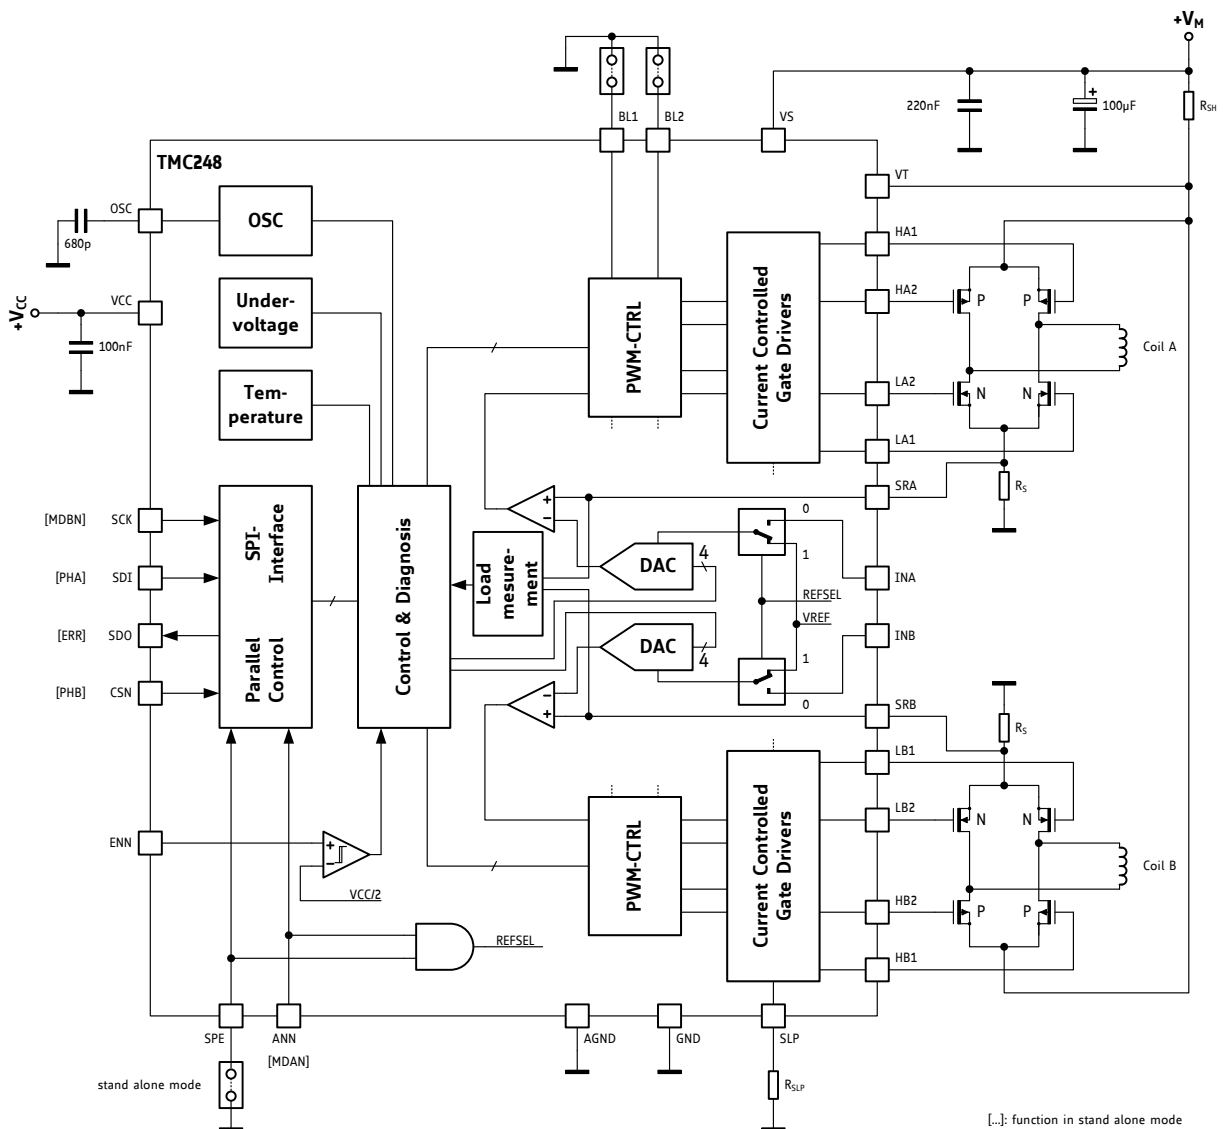 +VM
BL1
BL2
VS
220nF
+
100µF
RSH
TMC248
VT
OSC
680p
OSC
HA1
+VCC
VCC
100nF
Under-
voltage
PWM-CTRL
Current Controlled
Gate Drivers
HA2
P
P
Coil A
Tem-
perature
LA2
N
N
LA1
SRA
RS
[MDBN]
SCK
SPI-
Interface
Parallel
Control
Control & Diagnosis
Load
mesure-
ment
+
−
0
DAC
4
1
[PHA]
SDI
INA
REFSEL
VREF
[ERR]
SDO
DAC
4
1
INB
[PHB]
CSN
−
+
0
SRB
RS
LB1
PWM-CTRL
Current Controlled
Gate Drivers
LB2
N
N
ENN
+
−
VCC/2
Coil B
HB2
P
P
REFSEL
HB1
SPE
ANN
[MDAN]
AGND
GND
SLP
stand alone mode
RSLP
[...]: function in stand alone mode